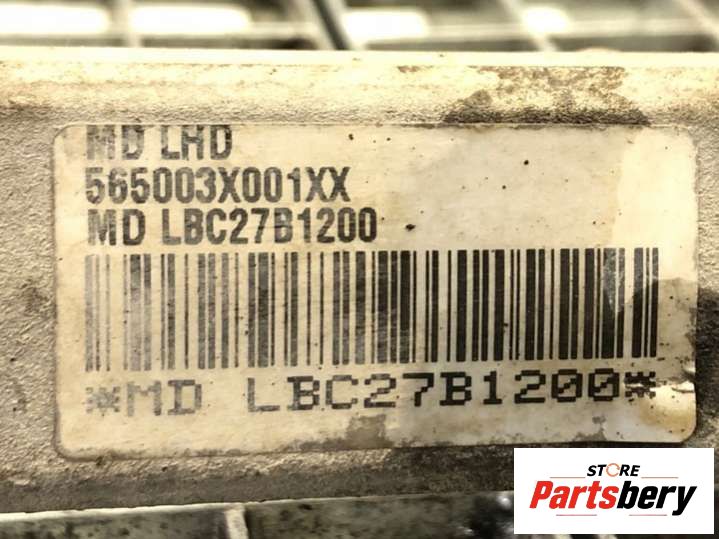 MD LHD
565003X001XX
MD LBC27B1200
*MD LBC27B1200*
STORE
Partsbery